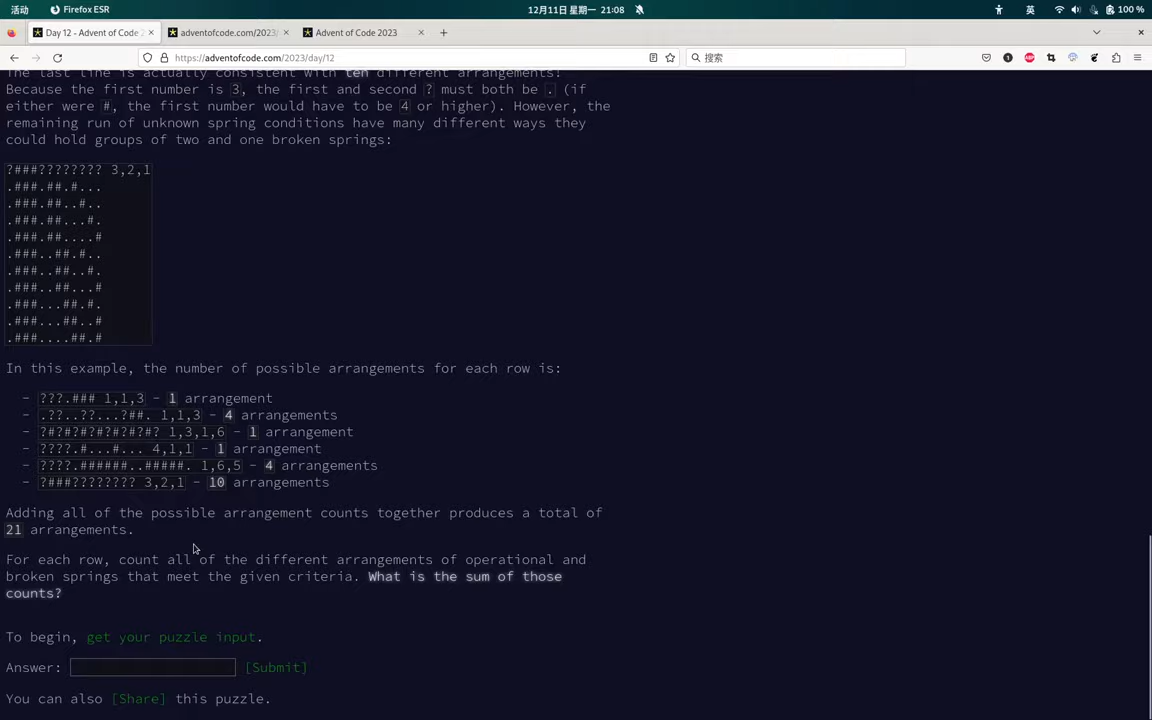 活动 Firefox ESR 12月11日 星期一 21:08 英 100 %
Day 12 - Advent of Code 2 adventofcode.com/2023/ Advent of Code 2023
https://adventofcode.com/2023/day/12 搜索
The last line is actually consistent with ten different arrangements!
Because the first number is 3, the first and second ? must both be . (if
either were #, the first number would have to be 4 or higher). However, the
remaining run of unknown spring conditions have many different ways they
could hold groups of two and one broken springs:
?###???????? 3,2,1
.###.##.#...
.###.##..#..
.###.##...#.
.###.##....#
.###..##.#..
.###..##..#.
.###..##...#
.###...##.#.
.###...##..#
.###....##.#
In this example, the number of possible arrangements for each row is:
- ???.### 1,1,3 - 1 arrangement
- .??..??...?##. 1,1,3 - 4 arrangements
- ?#?#?#?#?#?#?#? 1,3,1,6 - 1 arrangement
- ????.#...#... 4,1,1 - 1 arrangement
- ????.######..#####. 1,6,5 - 4 arrangements
- ?###???????? 3,2,1 - 10 arrangements
Adding all of the possible arrangement counts together produces a total of
21 arrangements.
For each row, count all of the different arrangements of operational and
broken springs that meet the given criteria. What is the sum of those
counts?
To begin, get your puzzle input.
Answer: [Submit]
You can also [Share] this puzzle.